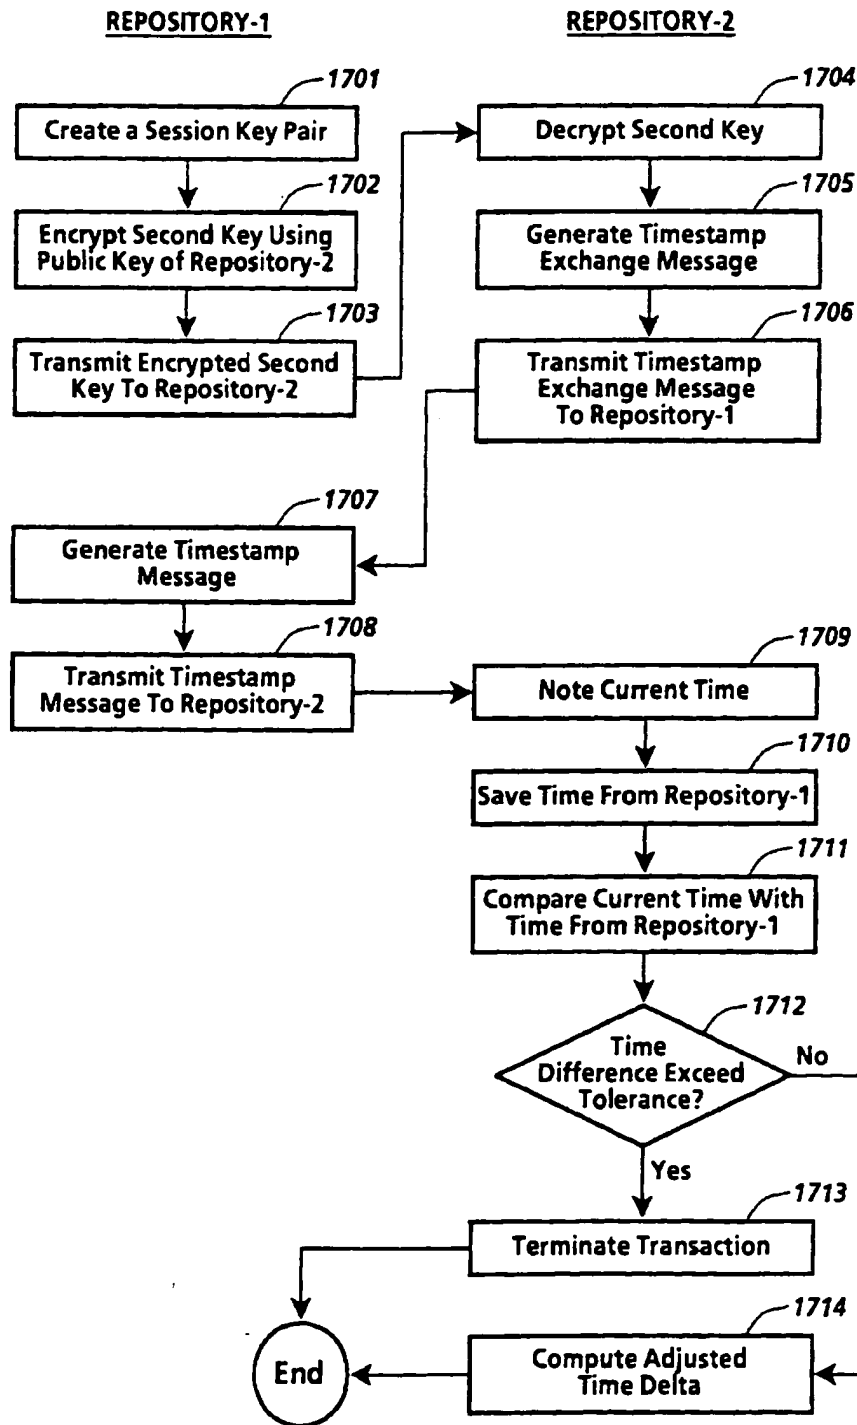 REPOSITORY-1
REPOSITORY-2
1701
Create a Session Key Pair
1702
Encrypt Second Key Using
Public Key of Repository-2
1703
Transmit Encrypted Second
Key To Repository-2
1704
Decrypt Second Key
1705
Generate Timestamp
Exchange Message
1706
Transmit Timestamp
Exchange Message
To Repository-1
1707
Generate Timestamp
Message
1708
Transmit Timestamp
Message To Repository-2
1709
Note Current Time
1710
Save Time From Repository-1
1711
Compare Current Time With
Time From Repository-1
1712
Time
Difference Exceed
Tolerance?
No
Yes
1713
Terminate Transaction
1714
Compute Adjusted
Time Delta
End